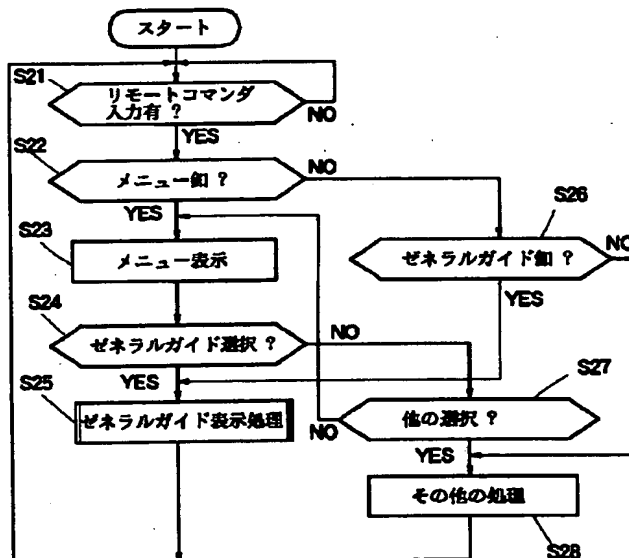 スタート
S21
リモートコマンダ
入力有 ?
NO
YES
S22
メニュー釦 ?
NO
YES
S26
ゼネラルガイド釦 ?
NO
YES
S23
メニュー表示
S24
ゼネラルガイド選択 ?
NO
YES
S27
他の選択 ?
NO
YES
S25
ゼネラルガイド表示処理
その他の処理
S28